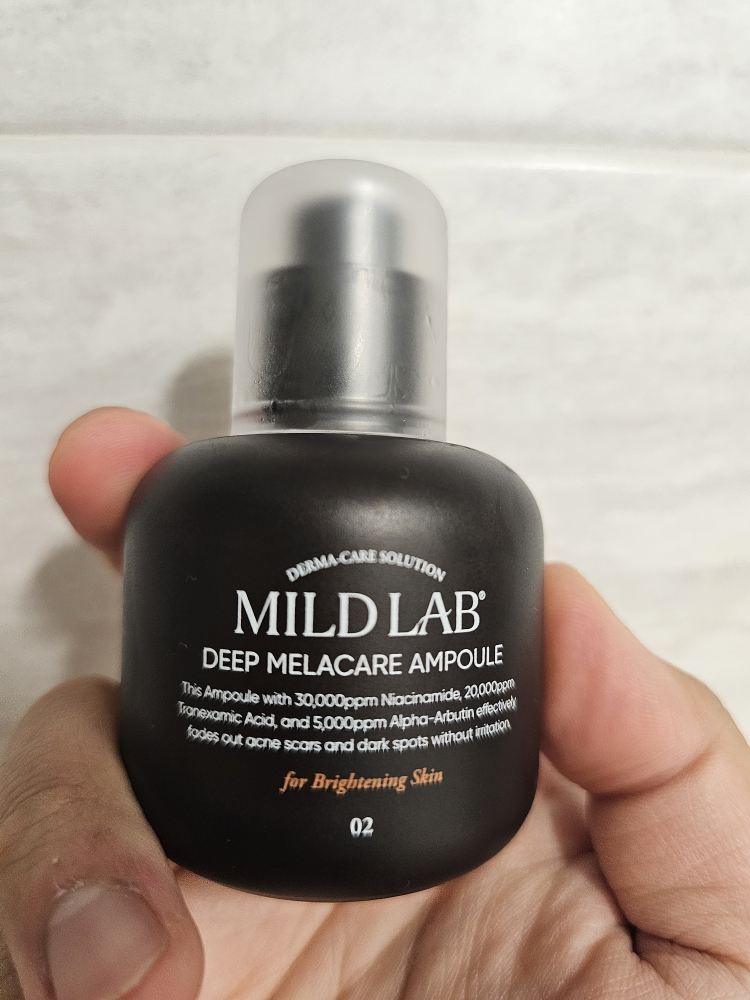 DERMA-CARE SOLUTION
MILD LAB®
DEEP MELACARE AMPOULE
This Ampoule with 30,000ppm Niacinamide, 20,000ppm
Tranexamic Acid, and 5,000ppm Alpha-Arbutin effectively
fades out acne scars and dark spots without irritation.
for Brightening Skin
02